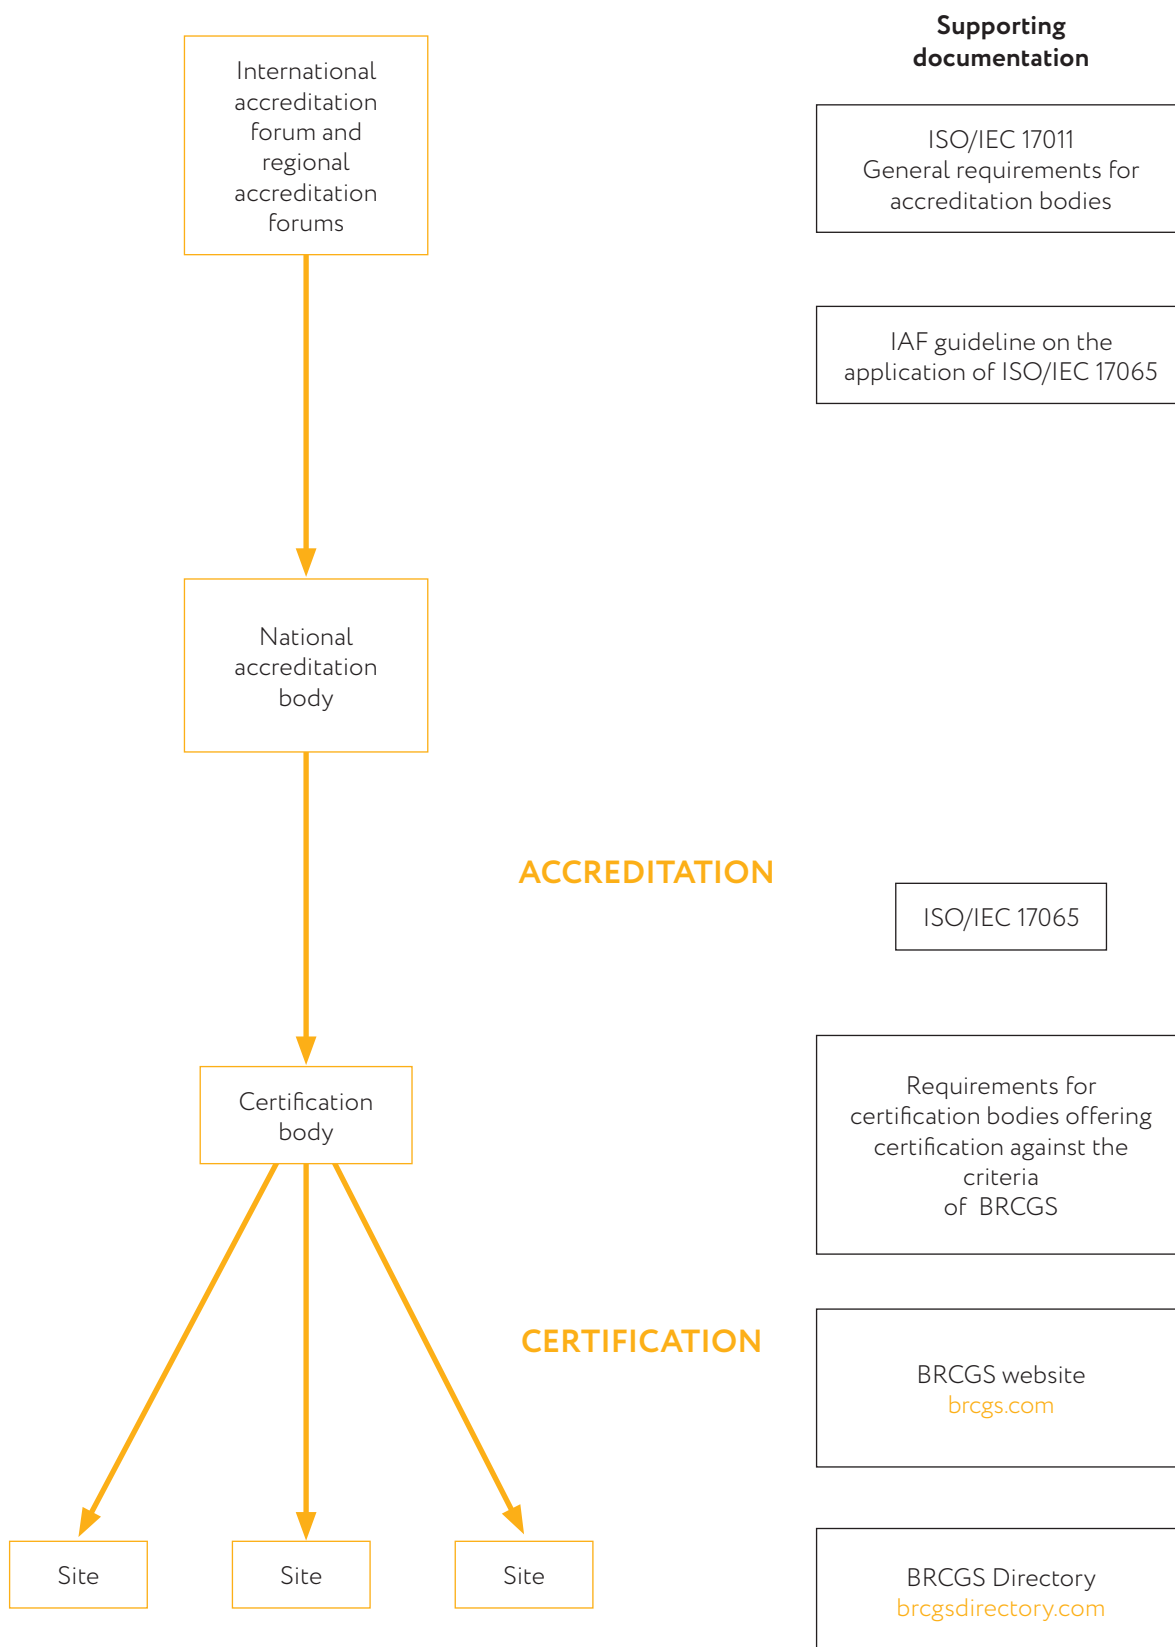 Supporting
documentation
International
accreditation
forum and
regional
accreditation
forums
ISO/IEC 17011
General requirements for
accreditation bodies
IAF guideline on the
application of ISO/IEC 17065
National
accreditation
body
ACCREDITATION
ISO/IEC 17065
Certification
body
Requirements for
certification bodies offering
certification against the
criteria
of BRCGS
CERTIFICATION
BRCGS website
brcgs.com
Site
Site
Site
BRCGS Directory
brcgsdirectory.com